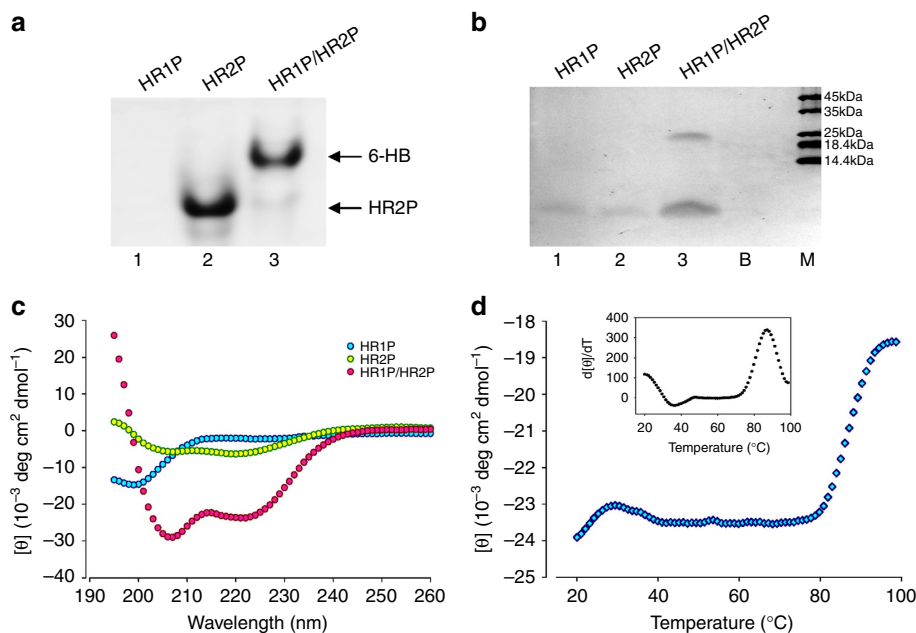 a
HR1P
HR2P
HR1P/HR2P
6-HB
HR2P
1 2 3
b
HR1P
HR2P
HR1P/HR2P
45kDa
35kDa
25kDa
18.4kDa
14.4kDa
1 2 3 B M
c
30
20
10
0
−10
−20
−30
−40
[θ] (10⁻³ deg cm² dmol⁻¹)
HR1P
HR2P
HR1P/HR2P
190 200 210 220 230 240 250 260
Wavelength (nm)
d
−18
−19
−20
−21
−22
−23
−24
−25
[θ] (10⁻³ deg cm² dmol⁻¹)
400
300
200
100
0
d[θ]/dT
20 40 60 80 100
Temperature (°C)
20 40 60 80 100
Temperature (°C)